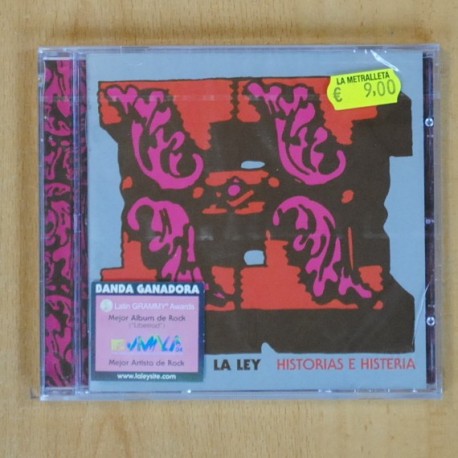 LA METRALLETA
€ 9,00
BANDA GANADORA
Latin GRAMMY® Awards
Mejor Album de Rock
("Libertad")
Mejor Artista de Rock
www.laleysite.com
LA LEY HISTORIAS E HISTERIA